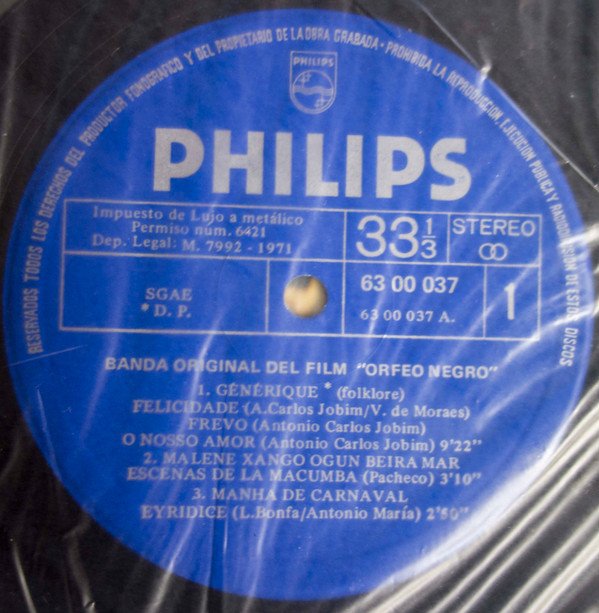 RESERVADOS TODOS LOS DERECHOS DEL PRODUCTOR FONOGRAFICO Y DEL PROPIETARIO DE LA OBRA GRABADA · PROHIBIDA LA REPRODUCCION, EJECUCION PUBLICA Y RADIODIFUSION DE ESTOS DISCOS
PHILIPS
PHILIPS
Impuesto de Lujo a metálico
Permiso núm. 6421
Dep. Legal: M. 7992 - 1971
33 1/3
STEREO
SGAE
* D. P.
63 00 037
63 00 037 A.
1
BANDA ORIGINAL DEL FILM "ORFEO NEGRO"
1. GÉNÉRIQUE * (folklore)
FELICIDADE (A.Carlos Jobim/V. de Moraes)
FREVO (Antonio Carlos Jobim)
O NOSSO AMOR (Antonio Carlos Jobim) 9'22"
2. MALENE XANGO OGUN BEIRA MAR
ESCENAS DE LA MACUMBA (Pacheco) 3'10"
3. MANHA DE CARNAVAL
EYRIDICE (L.Bonfa/Antonio María) 2'50"